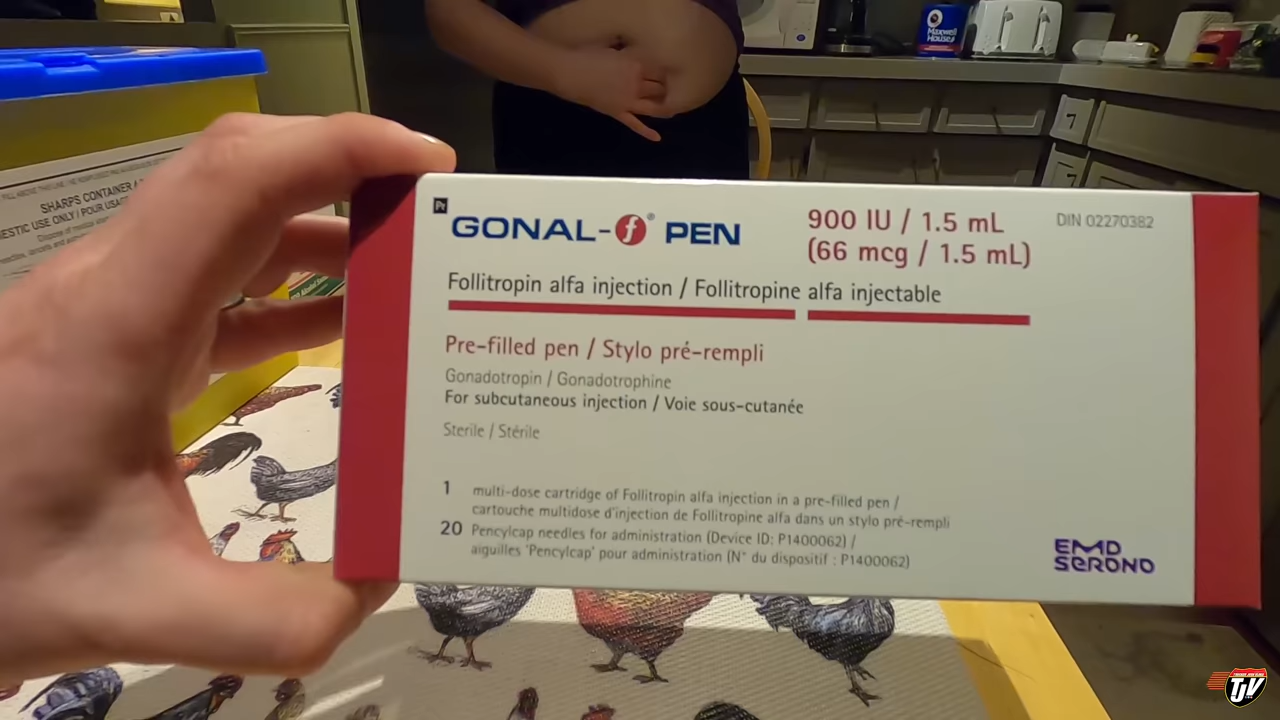 SHARPS CONTAINER
Pr
GONAL-f® PEN
900 IU / 1.5 mL
(66 mcg / 1.5 mL)
DIN 02270382
Follitropin alfa injection / Follitropine alfa injectable
Pre-filled pen / Stylo pré-rempli
Gonadotropin / Gonadotrophine
For subcutaneous injection / Voie sous-cutanée
Sterile / Stérile
1 multi-dose cartridge of Follitropin alfa injection in a pre-filled pen /
cartouche multidose d'injection de Follitropine alfa dans un stylo pré-rempli
20 Pencylcap needles for administration (Device ID: P1400062) /
aiguilles 'Pencylcap' pour administration (N° du dispositif : P1400062)
EMD
SERONO
Maxwell
House
TJV